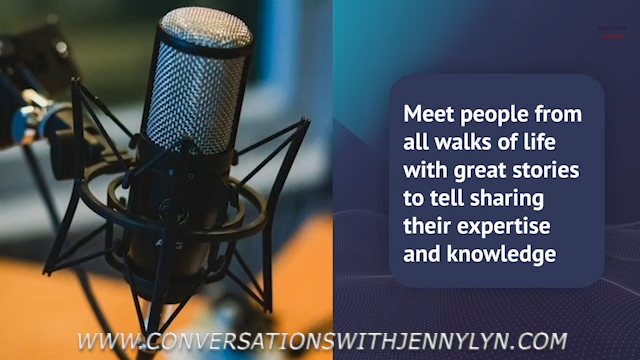 Meet people from
all walks of life
with great stories
to tell sharing
their expertise
and knowledge
WWW.CONVERSATIONSWITHJENNYLYN.COM